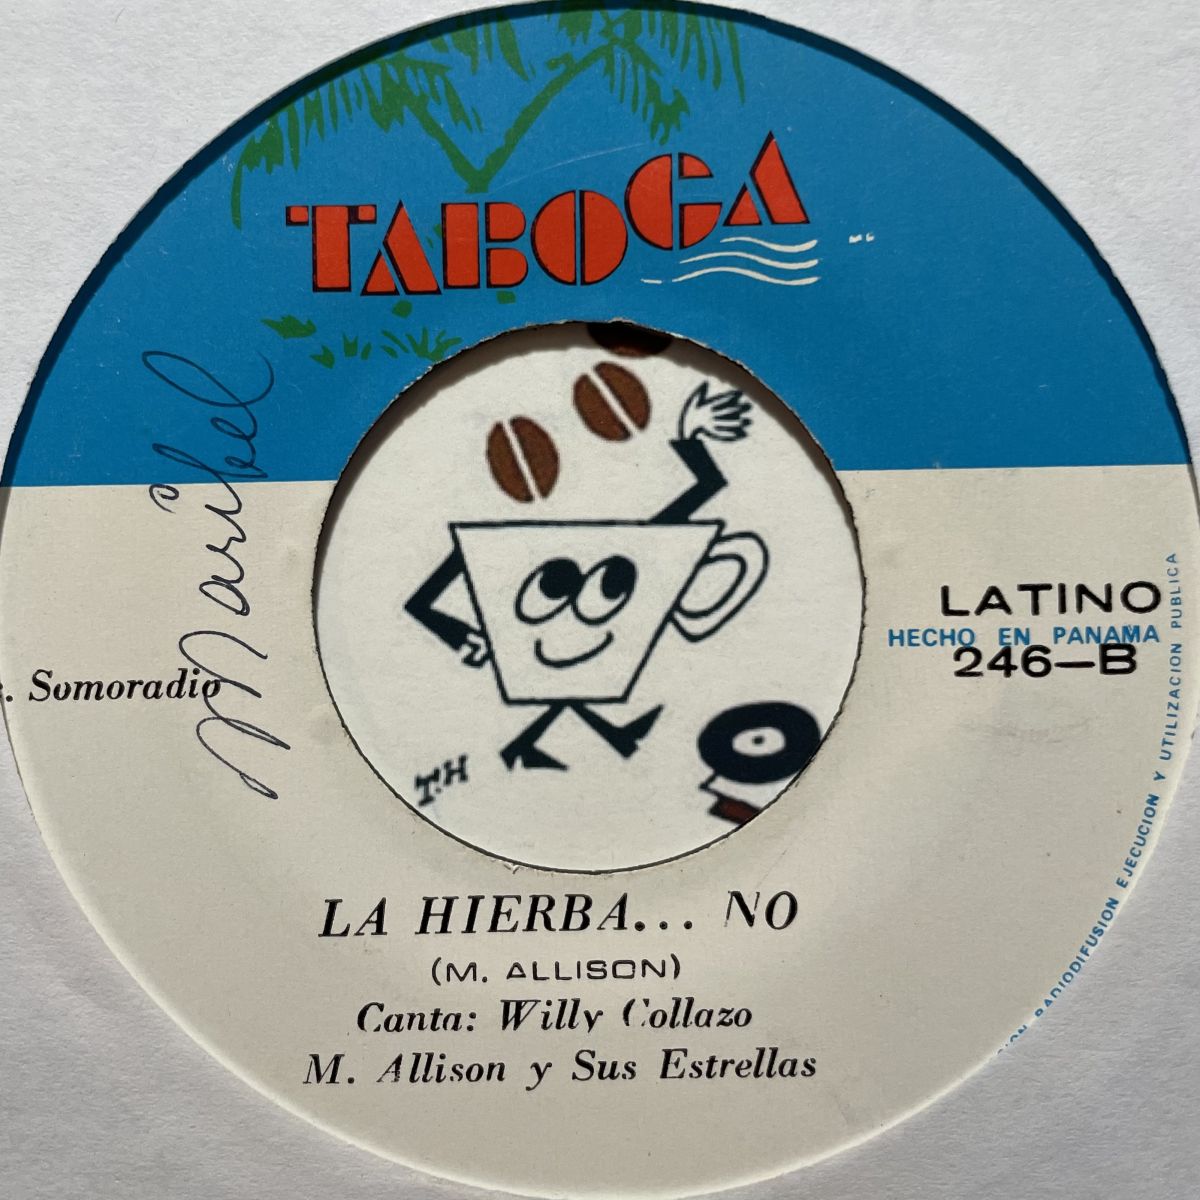 TABOGA
Maribel
LATINO
HECHO EN PANAMA
246—B
. Somoradio
T.H
LA HIERBA... NO
(M. ALLISON)
Canta: Willy Collazo
M. Allison y Sus Estrellas
RADIODIFUSION EJECUCION Y UTILIZACION PUBLICA